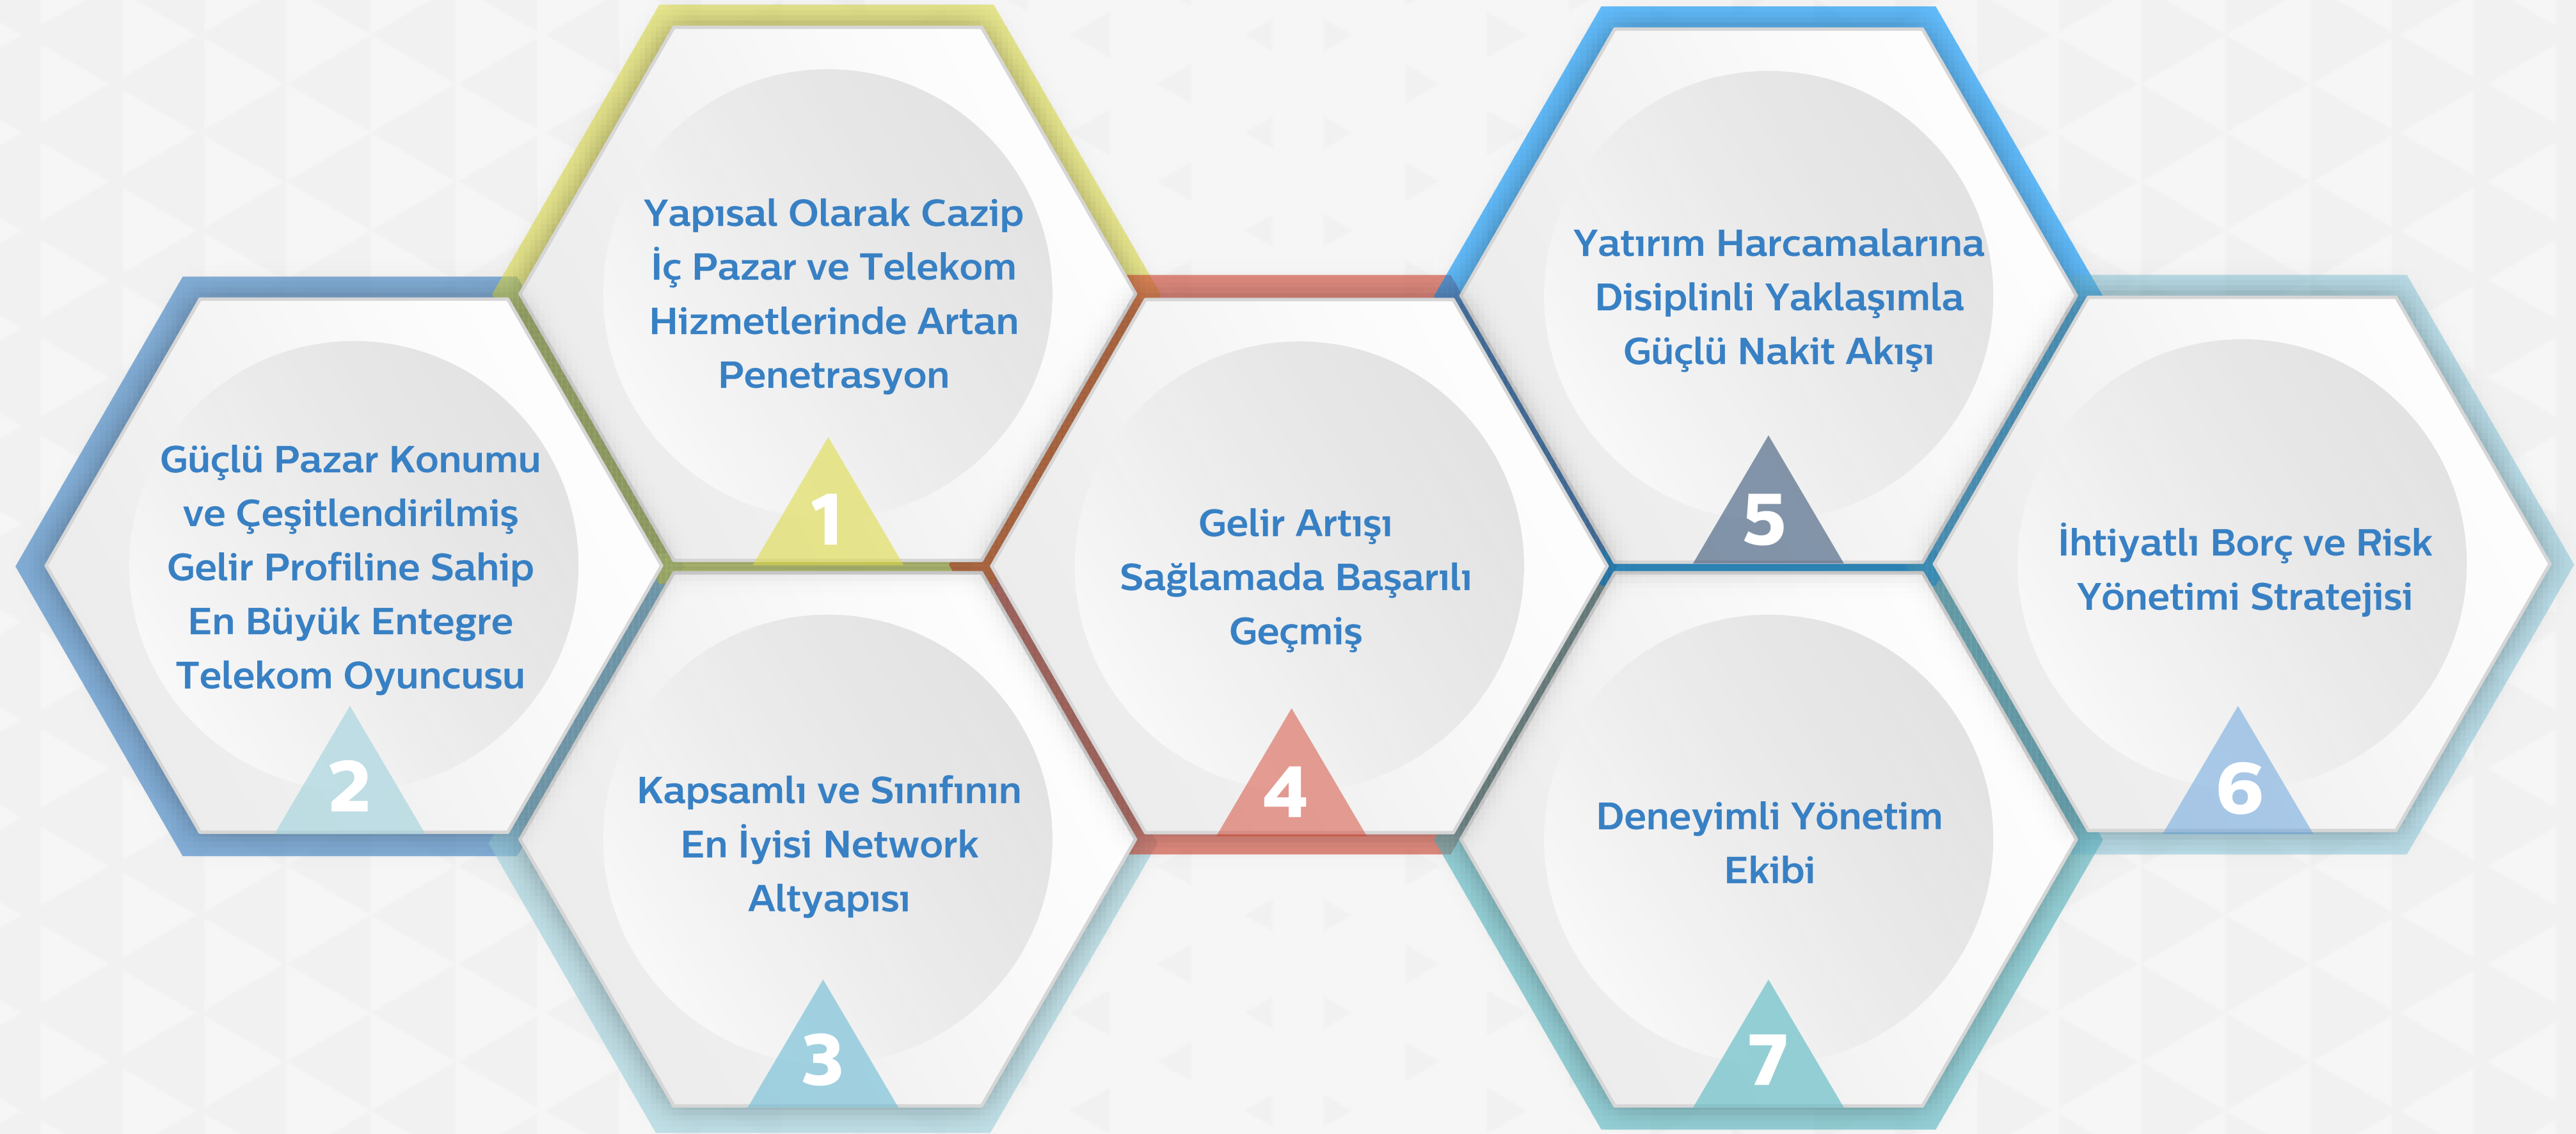 Yapısal Olarak Cazip
İç Pazar ve Telekom
Hizmetlerinde Artan
Penetrasyon
1
Güçlü Pazar Konumu
ve Çeşitlendirilmiş
Gelir Profiline Sahip
En Büyük Entegre
Telekom Oyuncusu
2
Kapsamlı ve Sınıfının
En İyisi Network
Altyapısı
3
Gelir Artışı
Sağlamada Başarılı
Geçmiş
4
Yatırım Harcamalarına
Disiplinli Yaklaşımla
Güçlü Nakit Akışı
5
İhtiyatlı Borç ve Risk
Yönetimi Stratejisi
6
Deneyimli Yönetim
Ekibi
7